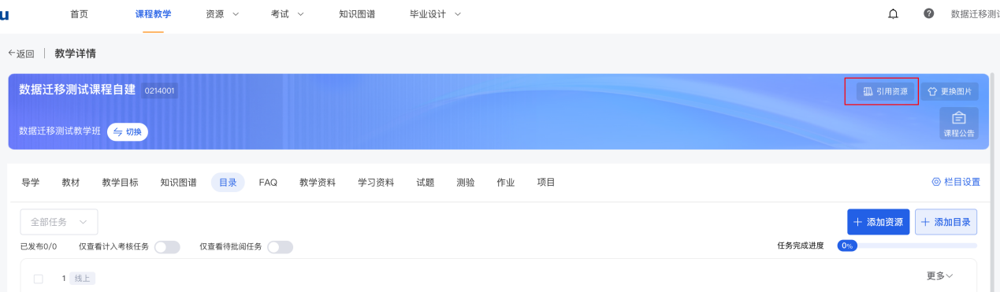 u 首页 课程教学 资源 考试 知识图谱 毕业设计 数据迁移测
←返回 教学详情
数据迁移测试课程自建 0214001 引用资源 更换图片
数据迁移测试教学班 切换 课程公告
导学 教材 教学目标 知识图谱 目录 FAQ 教学资料 学习资料 试题 测验 作业 项目 栏目设置
全部任务 + 添加资源 + 添加目录
已发布0/0 仅查看计入考核任务 仅查看待批阅任务 任务完成进度 0%
1 线上 更多